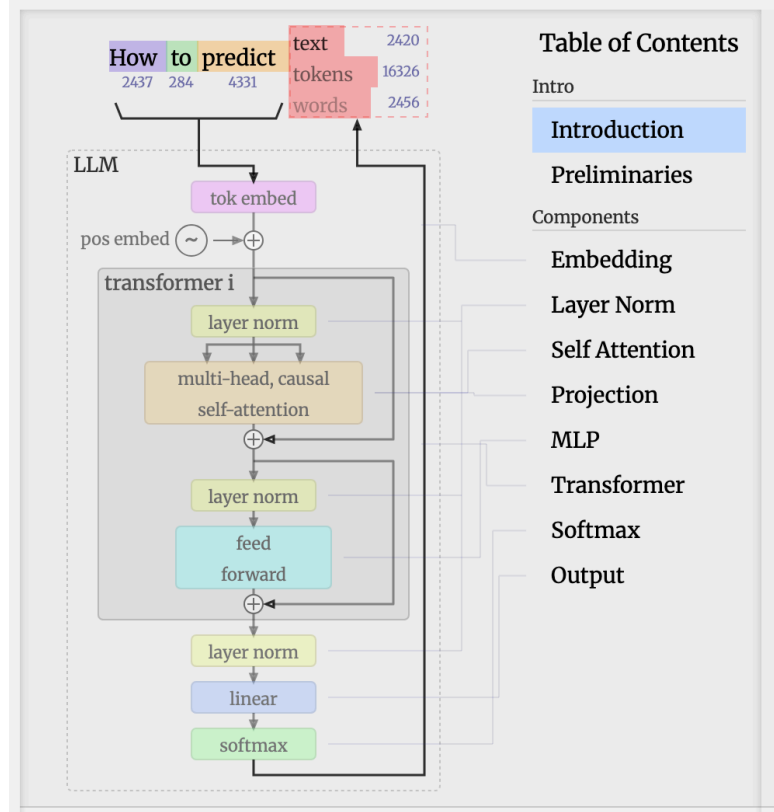 How to predict
2437 284 4331
text 2420
tokens 16326
words 2456
LLM
tok embed
pos embed ~
transformer i
layer norm
multi-head, causal
self-attention
layer norm
feed
forward
layer norm
linear
softmax
Table of Contents
Intro
Introduction
Preliminaries
Components
Embedding
Layer Norm
Self Attention
Projection
MLP
Transformer
Softmax
Output